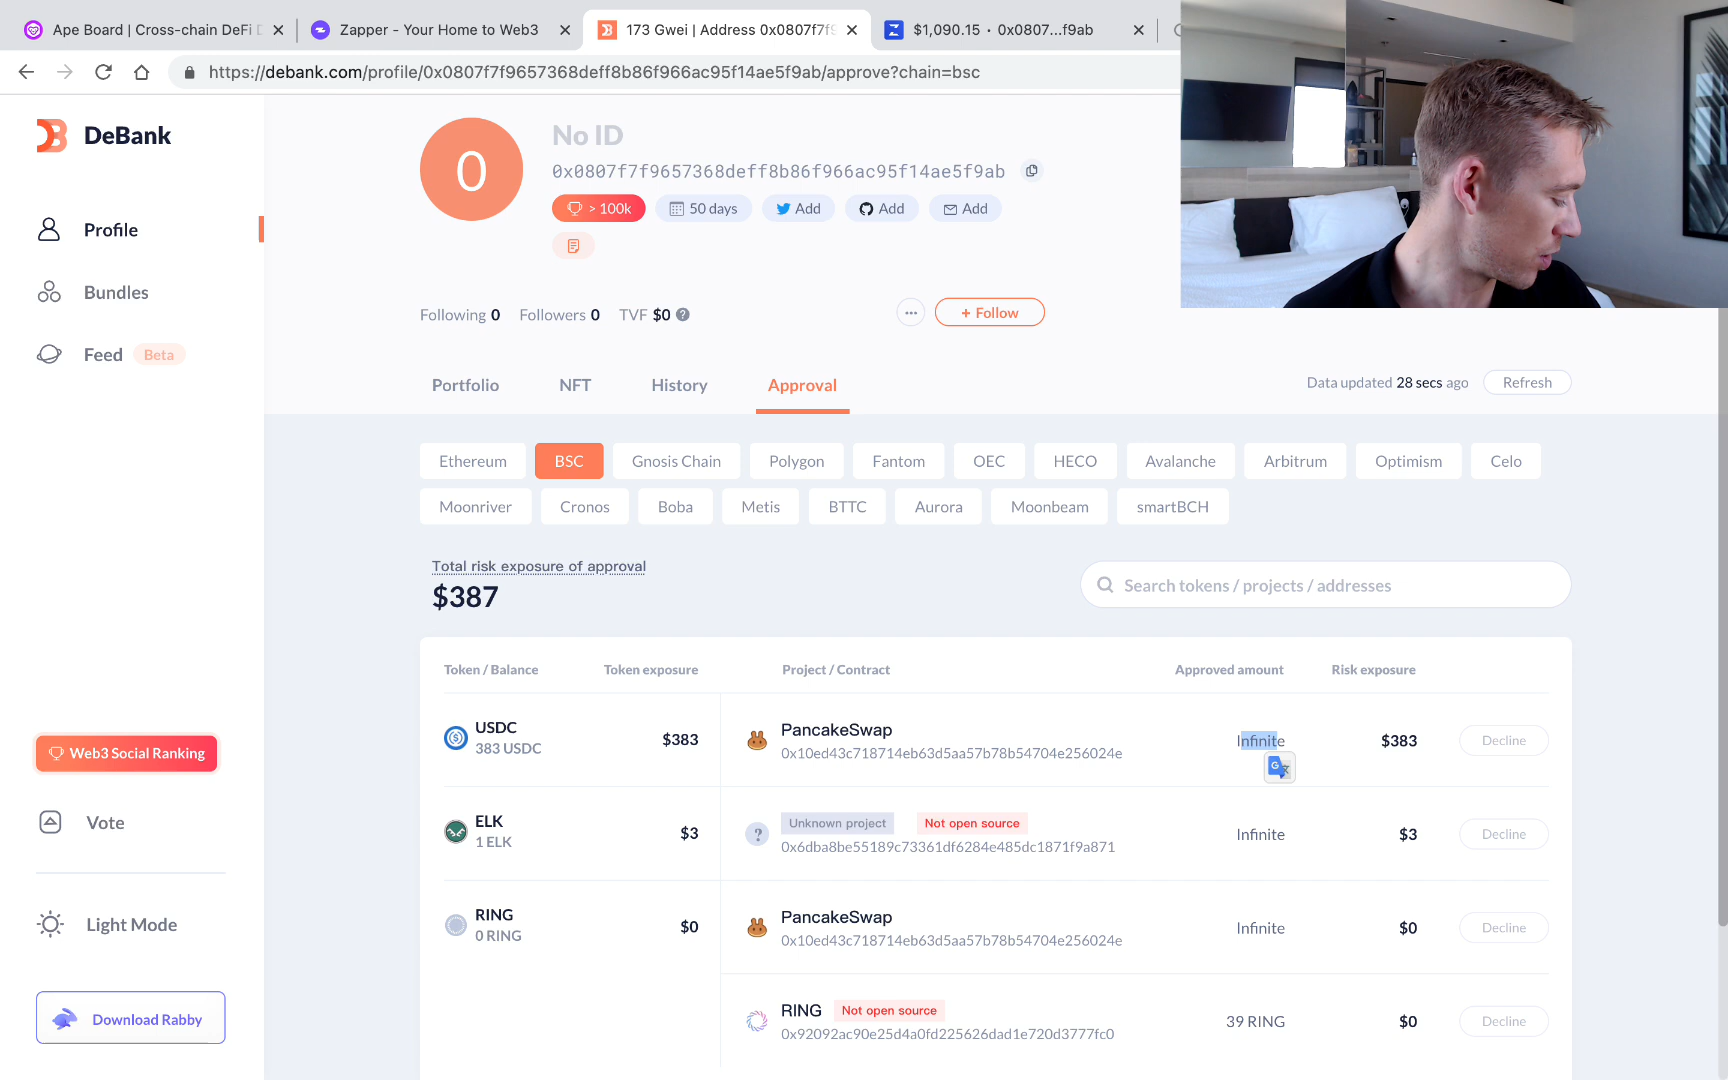 Ape Board | Cross-chain DeFi
Zapper - Your Home to Web3
173 Gwei | Address 0x0807f7f9
$1,090.15 · 0x0807...f9ab
https://debank.com/profile/0x0807f7f9657368deff8b86f966ac95f14ae5f9ab/approve?chain=bsc
DeBank
Profile
Bundles
Feed Beta
Web3 Social Ranking
Vote
Light Mode
Download Rabby
0
No ID
0x0807f7f9657368deff8b86f966ac95f14ae5f9ab
> 100k 50 days Add Add Add
Following 0 Followers 0 TVF $0 ?
+ Follow
Portfolio NFT History Approval
Data updated 28 secs ago Refresh
Ethereum BSC Gnosis Chain Polygon Fantom OEC HECO Avalanche Arbitrum Optimism Celo
Moonriver Cronos Boba Metis BTTC Aurora Moonbeam smartBCH
Total risk exposure of approval
$387
Search tokens / projects / addresses
Token / Balance Token exposure Project / Contract Approved amount Risk exposure
USDC
383 USDC
$383
PancakeSwap
0x10ed43c718714eb63d5aa57b78b54704e256024e
Infinite
$383
Decline
ELK
1 ELK
$3
?
Unknown project Not open source
0x6dba8be55189c73361df6284e485dc1871f9a871
Infinite
$3
Decline
RING
0 RING
$0
PancakeSwap
0x10ed43c718714eb63d5aa57b78b54704e256024e
Infinite
$0
Decline
RING Not open source
0x92092ac90e25d4a0fd225626dad1e720d3777fc0
39 RING
$0
Decline